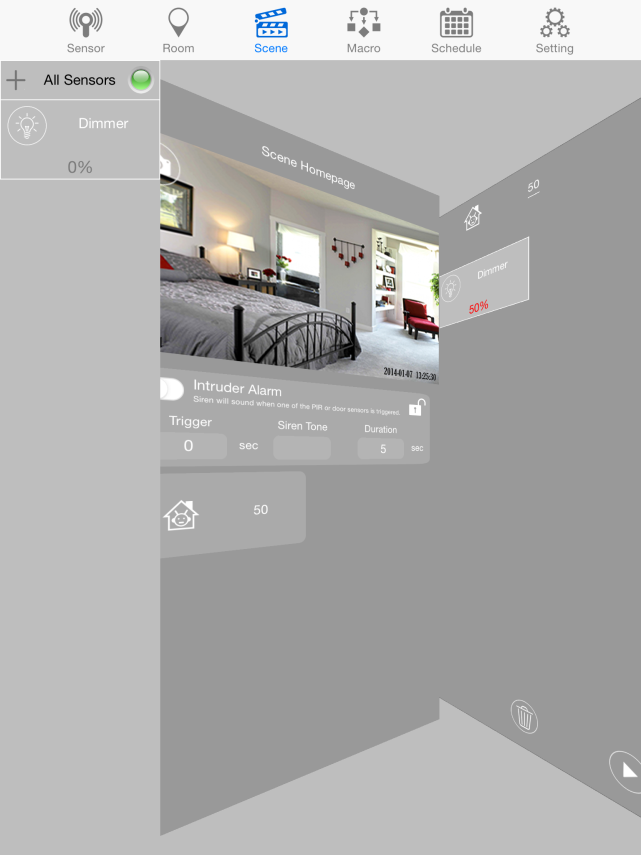 Sensor
Room
Scene
Macro
Schedule
Setting
All Sensors
Dimmer
0%
Scene Homepage
2014-01-07 13:25:30
Intruder Alarm
Siren will sound when one of the PIR or door sensors is triggered.
1
Trigger
Siren Tone
Duration
0
sec
5
sec
50
50
Dimmer
50%